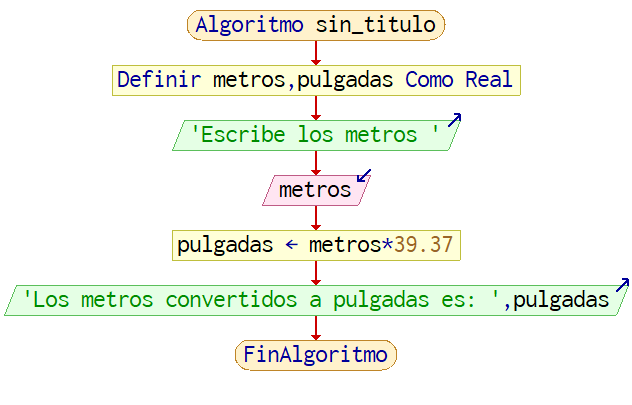 Algoritmo sin_titulo
Definir metros,pulgadas Como Real
'Escribe los metros '
metros
pulgadas ← metros*39.37
'Los metros convertidos a pulgadas es: ',pulgadas
FinAlgoritmo